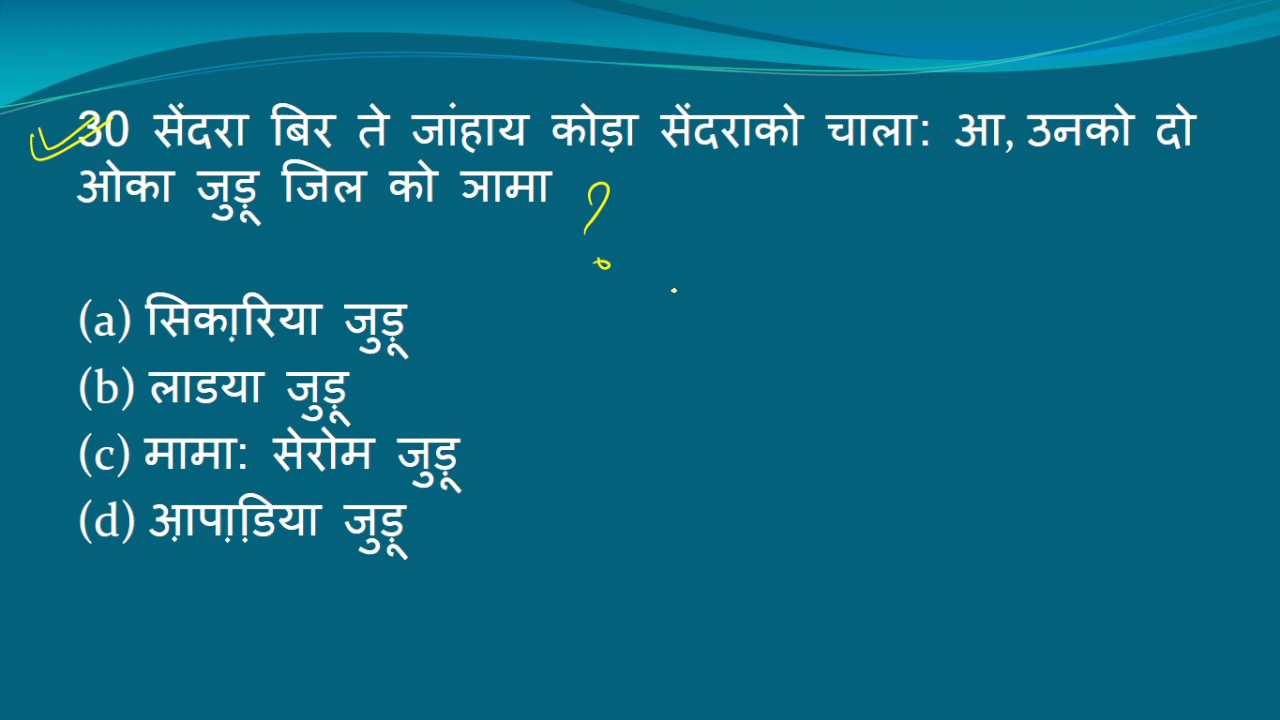 30 सेंदरा बिर ते जांहाय कोड़ा सेंदराको चाला: आ, उनको दो
ओका जुड़ू जिल को ञामा ?
(a) सिका़रिया जुड़ू
(b) लाडया जुड़ू
(c) मामा: सेरोम जुड़ू
(d) आ़पा़डि़या जुड़ू